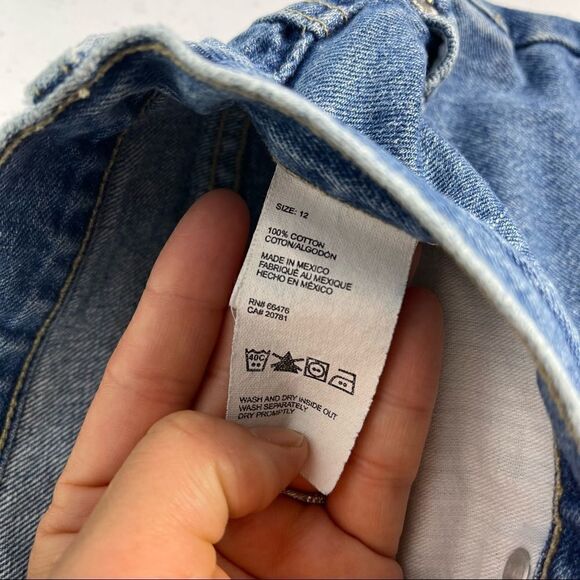 SIZE: 12
100% COTTON
COTON/ALGODÓN
MADE IN MEXICO
FABRIQUÉ AU MEXIQUE
HECHO EN MÉXICO
RN# 66476
CA# 20781
40C
WASH AND DRY INSIDE OUT
WASH SEPARATELY
DRY PROMPTLY